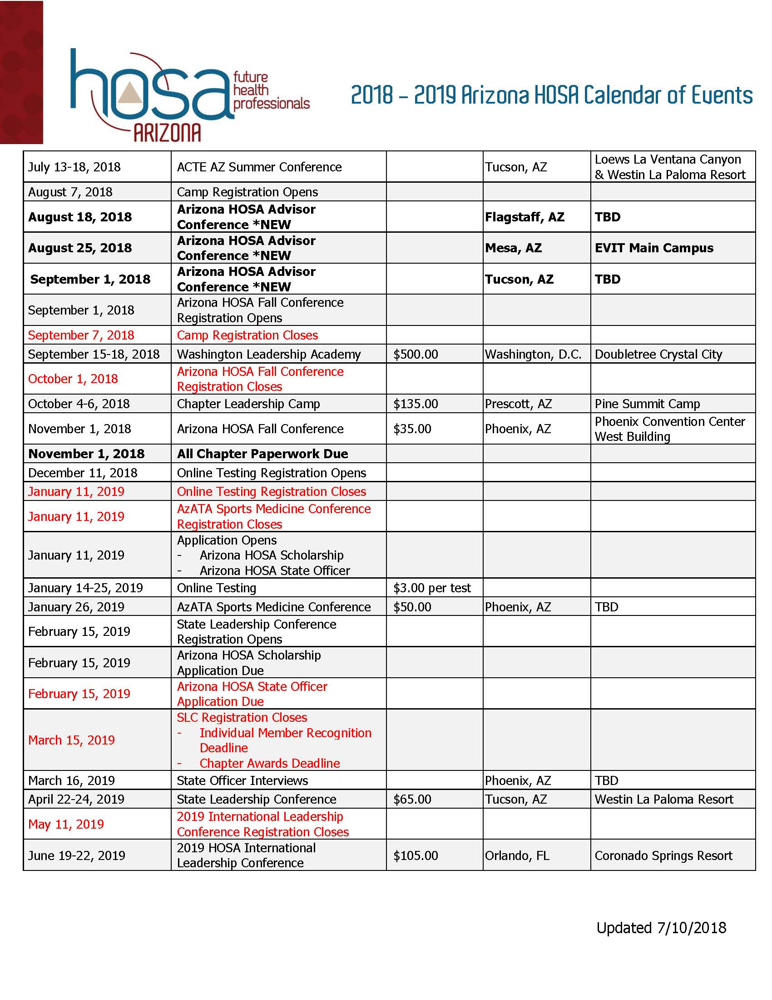 hosa
future
health
professionals
ARIZONA
2018 – 2019 Arizona HOSA Calendar of Events
July 13-18, 2018 ACTE AZ Summer Conference Tucson, AZ Loews La Ventana Canyon
& Westin La Paloma Resort
August 7, 2018 Camp Registration Opens
August 18, 2018 Arizona HOSA Advisor
Conference *NEW Flagstaff, AZ TBD
August 25, 2018 Arizona HOSA Advisor
Conference *NEW Mesa, AZ EVIT Main Campus
September 1, 2018 Arizona HOSA Advisor
Conference *NEW Tucson, AZ TBD
September 1, 2018 Arizona HOSA Fall Conference
Registration Opens
September 7, 2018 Camp Registration Closes
September 15-18, 2018 Washington Leadership Academy $500.00 Washington, D.C. Doubletree Crystal City
October 1, 2018 Arizona HOSA Fall Conference
Registration Closes
October 4-6, 2018 Chapter Leadership Camp $135.00 Prescott, AZ Pine Summit Camp
November 1, 2018 Arizona HOSA Fall Conference $35.00 Phoenix, AZ Phoenix Convention Center
West Building
November 1, 2018 All Chapter Paperwork Due
December 11, 2018 Online Testing Registration Opens
January 11, 2019 Online Testing Registration Closes
January 11, 2019 AzATA Sports Medicine Conference
Registration Closes
January 11, 2019 Application Opens
- Arizona HOSA Scholarship
- Arizona HOSA State Officer
January 14-25, 2019 Online Testing $3.00 per test
January 26, 2019 AzATA Sports Medicine Conference $50.00 Phoenix, AZ TBD
February 15, 2019 State Leadership Conference
Registration Opens
February 15, 2019 Arizona HOSA Scholarship
Application Due
February 15, 2019 Arizona HOSA State Officer
Application Due
March 15, 2019 SLC Registration Closes
- Individual Member Recognition
Deadline
- Chapter Awards Deadline
March 16, 2019 State Officer Interviews Phoenix, AZ TBD
April 22-24, 2019 State Leadership Conference $65.00 Tucson, AZ Westin La Paloma Resort
May 11, 2019 2019 International Leadership
Conference Registration Closes
June 19-22, 2019 2019 HOSA International
Leadership Conference $105.00 Orlando, FL Coronado Springs Resort
Updated 7/10/2018